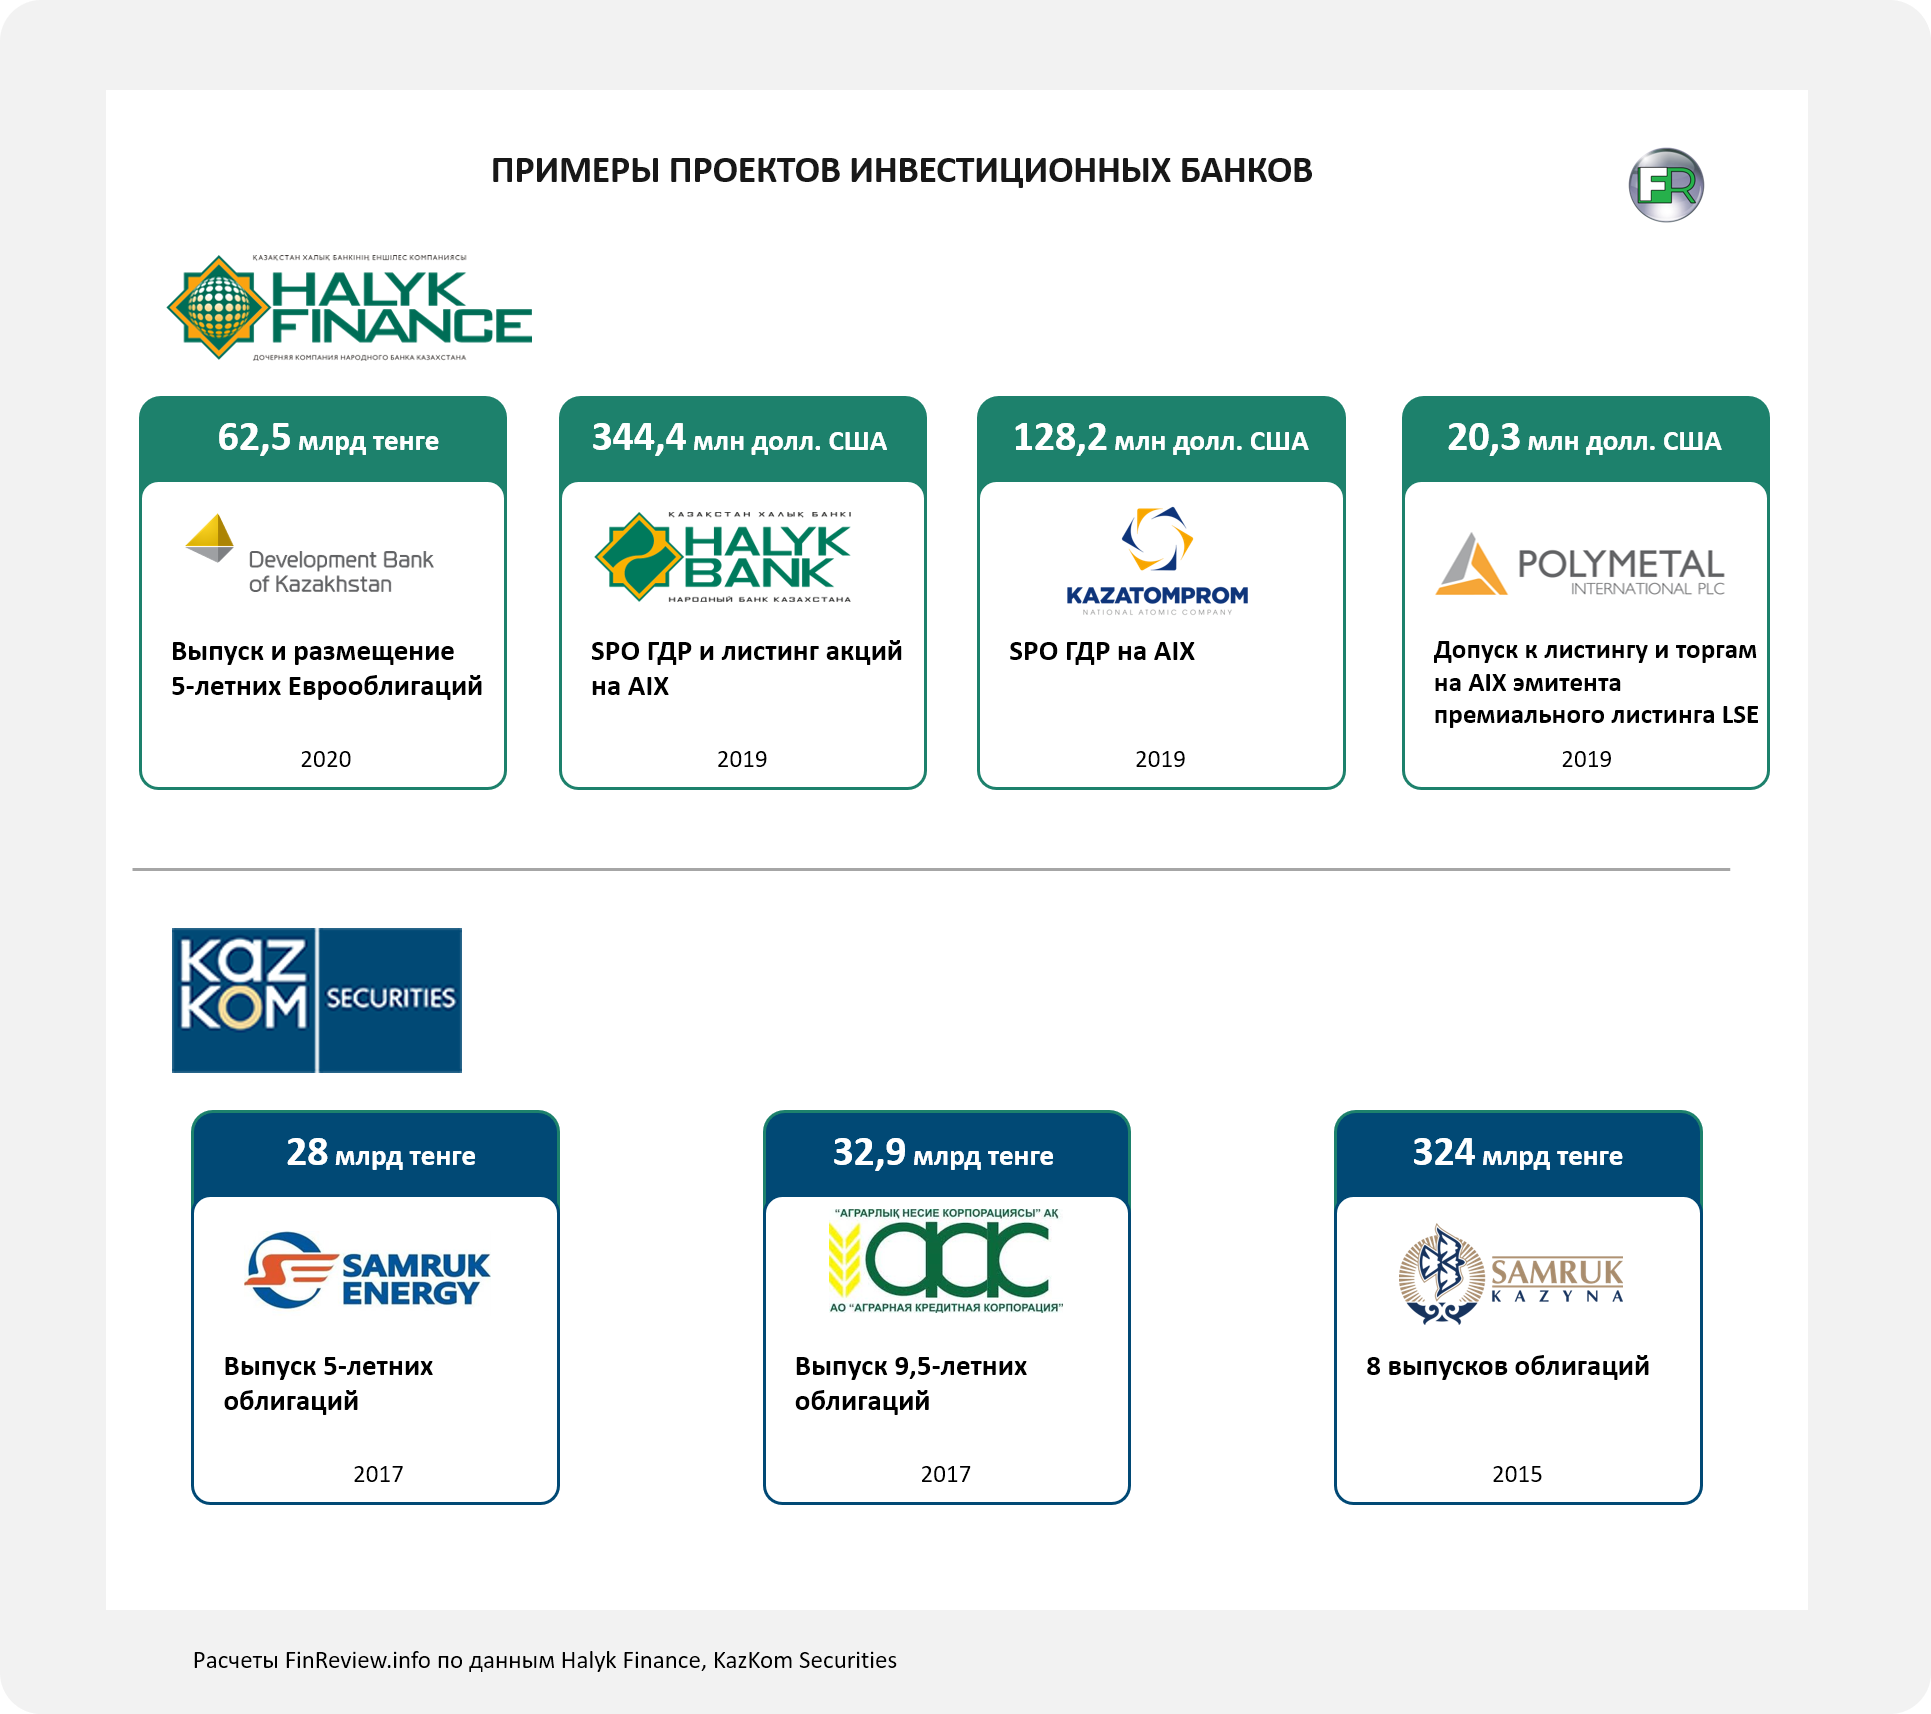 ПРИМЕРЫ ПРОЕКТОВ ИНВЕСТИЦИОННЫХ БАНКОВ
FR
ҚАЗАҚСТАН ХАЛЫҚ БАНКІНІҢ ЕНШІЛЕС КОМПАНИЯСЫ
HALYK
FINANCE
ДОЧЕРНЯЯ КОМПАНИЯ НАРОДНОГО БАНКА КАЗАХСТАНА
62,5 млрд тенге
Development Bank
of Kazakhstan
Выпуск и размещение
5-летних Еврооблигаций
2020
344,4 млн долл. США
ҚАЗАҚСТАН ХАЛЫҚ БАНКІ
HALYK
BANK
НАРОДНЫЙ БАНК КАЗАХСТАНА
SPO ГДР и листинг акций
на AIX
2019
128,2 млн долл. США
KAZATOMPROM
NATIONAL ATOMIC COMPANY
SPO ГДР на AIX
2019
20,3 млн долл. США
POLYMETAL
INTERNATIONAL PLC
Допуск к листингу и торгам
на AIX эмитента
премиального листинга LSE
2019
KAZ
KOM
SECURITIES
28 млрд тенге
SAMRUK
ENERGY
Выпуск 5-летних
облигаций
2017
32,9 млрд тенге
“АГРАРЛЫҚ НЕСИЕ КОРПОРАЦИЯСЫ” АҚ
аас
АО “АГРАРНАЯ КРЕДИТНАЯ КОРПОРАЦИЯ”
Выпуск 9,5-летних
облигаций
2017
324 млрд тенге
SAMRUK
KAZYNA
8 выпусков облигаций
2015
Расчеты FinReview.info по данным Halyk Finance, KazKom Securities